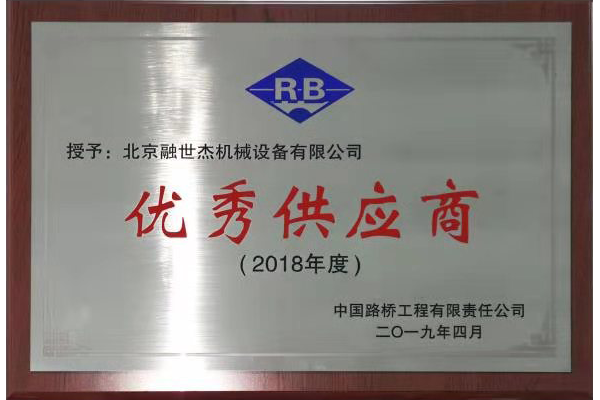 RB
授予：北京融世杰机械设备有限公司
优秀供应商
(2018年度)
中国路桥工程有限责任公司
二〇一九年四月